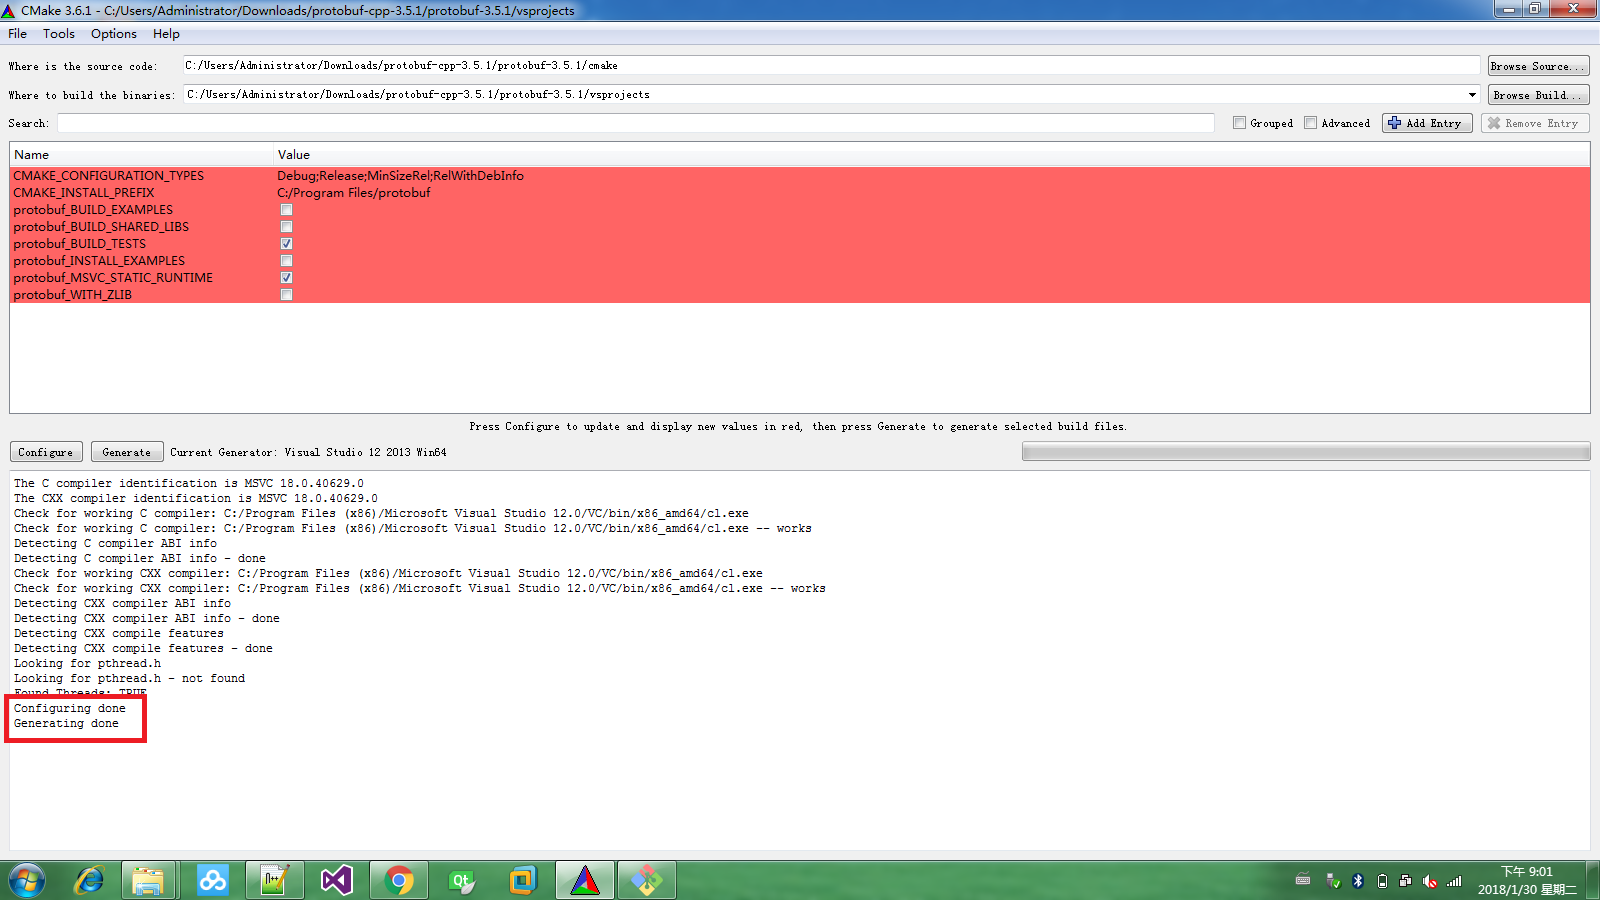 CMake 3.6.1 - C:/Users/Administrator/Downloads/protobuf-cpp-3.5.1/protobuf-3.5.1/vsprojects
File Tools Options Help
Where is the source code: C:/Users/Administrator/Downloads/protobuf-cpp-3.5.1/protobuf-3.5.1/cmake Browse Source...
Where to build the binaries: C:/Users/Administrator/Downloads/protobuf-cpp-3.5.1/protobuf-3.5.1/vsprojects Browse Build...
Search: Grouped Advanced Add Entry Remove Entry
Name Value
CMAKE_CONFIGURATION_TYPES Debug;Release;MinSizeRel;RelWithDebInfo
CMAKE_INSTALL_PREFIX C:/Program Files/protobuf
protobuf_BUILD_EXAMPLES
protobuf_BUILD_SHARED_LIBS
protobuf_BUILD_TESTS
protobuf_INSTALL_EXAMPLES
protobuf_MSVC_STATIC_RUNTIME
protobuf_WITH_ZLIB
Press Configure to update and display new values in red, then press Generate to generate selected build files.
Configure Generate Current Generator: Visual Studio 12 2013 Win64
The C compiler identification is MSVC 18.0.40629.0
The CXX compiler identification is MSVC 18.0.40629.0
Check for working C compiler: C:/Program Files (x86)/Microsoft Visual Studio 12.0/VC/bin/x86_amd64/cl.exe
Check for working C compiler: C:/Program Files (x86)/Microsoft Visual Studio 12.0/VC/bin/x86_amd64/cl.exe -- works
Detecting C compiler ABI info
Detecting C compiler ABI info - done
Check for working CXX compiler: C:/Program Files (x86)/Microsoft Visual Studio 12.0/VC/bin/x86_amd64/cl.exe
Check for working CXX compiler: C:/Program Files (x86)/Microsoft Visual Studio 12.0/VC/bin/x86_amd64/cl.exe -- works
Detecting CXX compiler ABI info
Detecting CXX compiler ABI info - done
Detecting CXX compile features
Detecting CXX compile features - done
Looking for pthread.h
Looking for pthread.h - not found
Found Threads: TRUE
Configuring done
Generating done
Qt
下午 9:01
2018/1/30 星期二